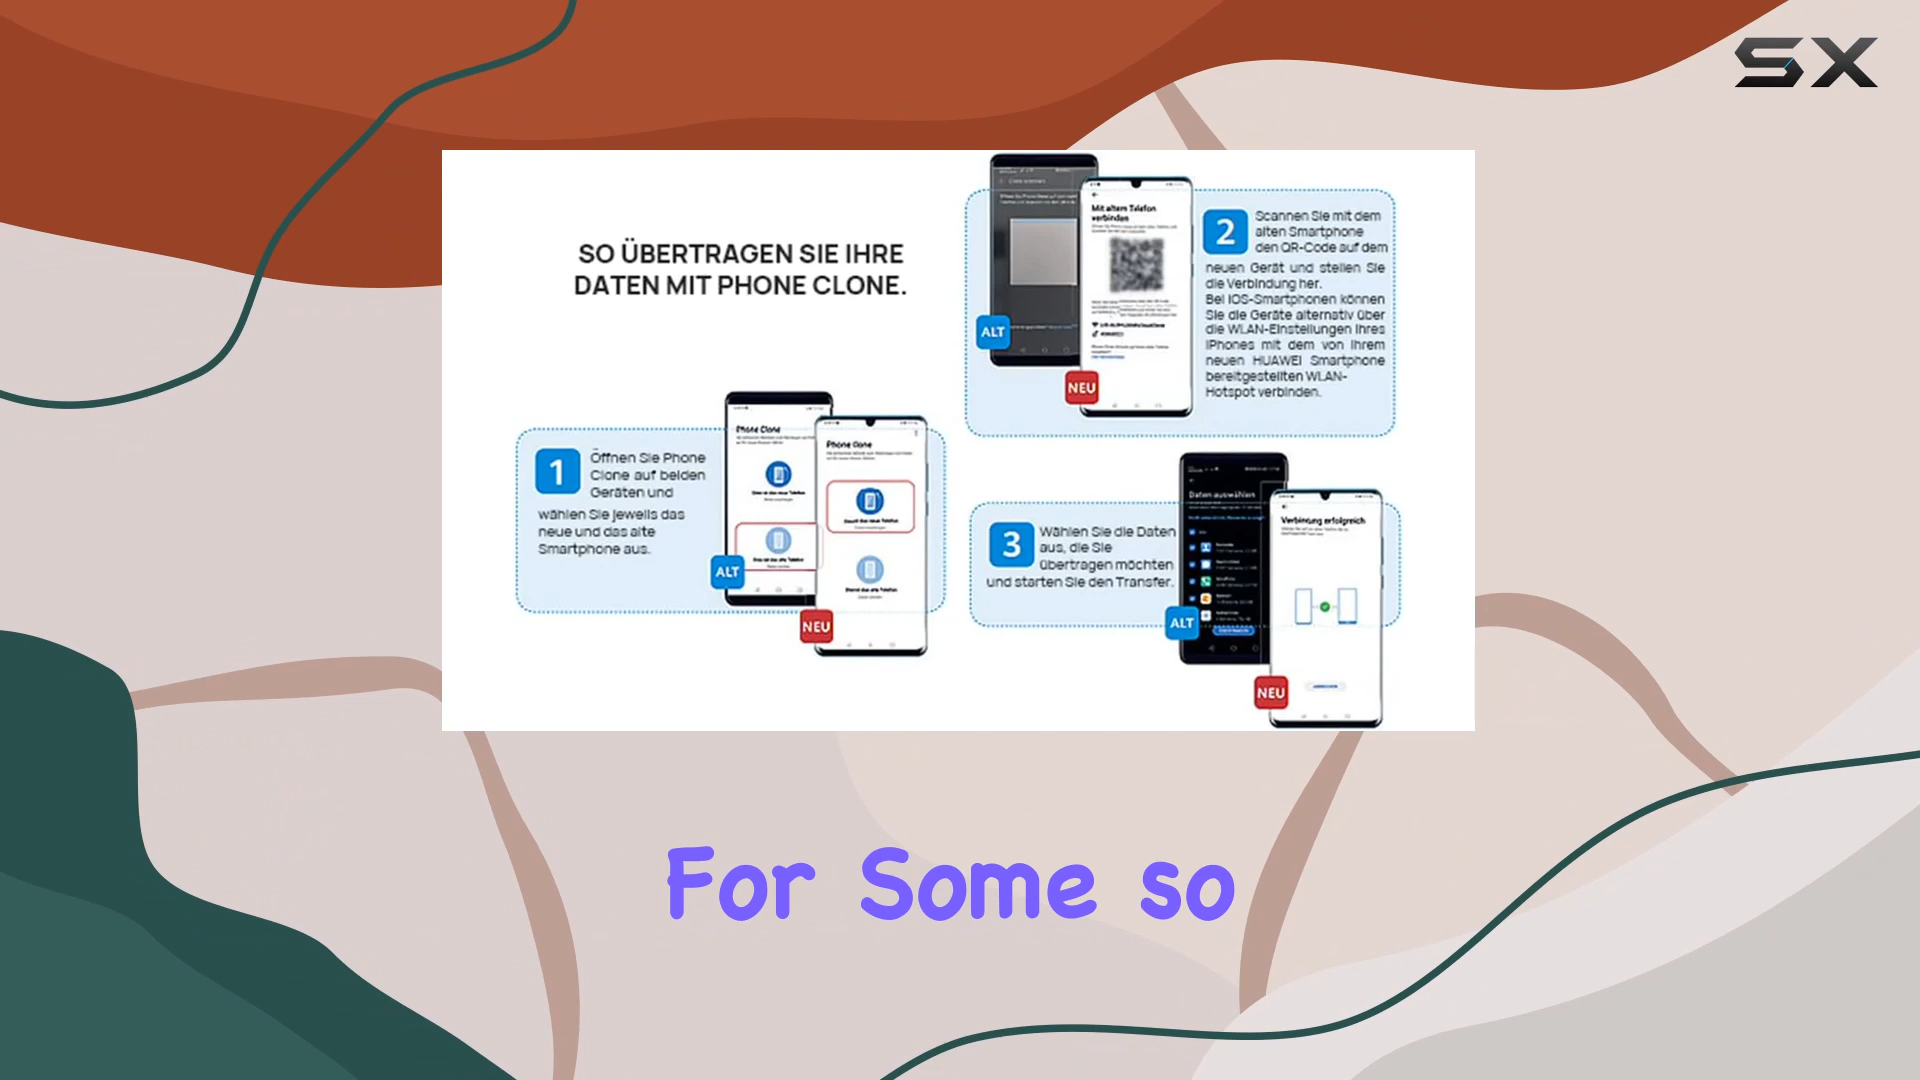 SX
SO ÜBERTRAGEN SIE IHRE
DATEN MIT PHONE CLONE.
1
Öffnen Sie Phone
Clone auf beiden
Geräten und
wählen Sie jeweils das
neue und das alte
Smartphone aus.
Phone Clone
Phone Clone
ALT
NEU
2
Scannen Sie mit dem
alten Smartphone
den QR-Code auf dem
neuen Gerät und stellen Sie
die Verbindung her.
Bei IOS-Smartphonen können
Sie die Geräte alternativ über
die WLAN-Einstellungen Ihres
iPhones mit dem von Ihrem
neuen HUAWEI Smartphone
bereitgestellten WLAN-
Hotspot verbinden.
Mit altem Telefon
verbinden
ALT
NEU
3
Wählen Sie die Daten
aus, die Sie
übertragen möchten
und starten Sie den Transfer.
Daten auswählen
Verbindung erfolgreich
ALT
NEU
For Some so